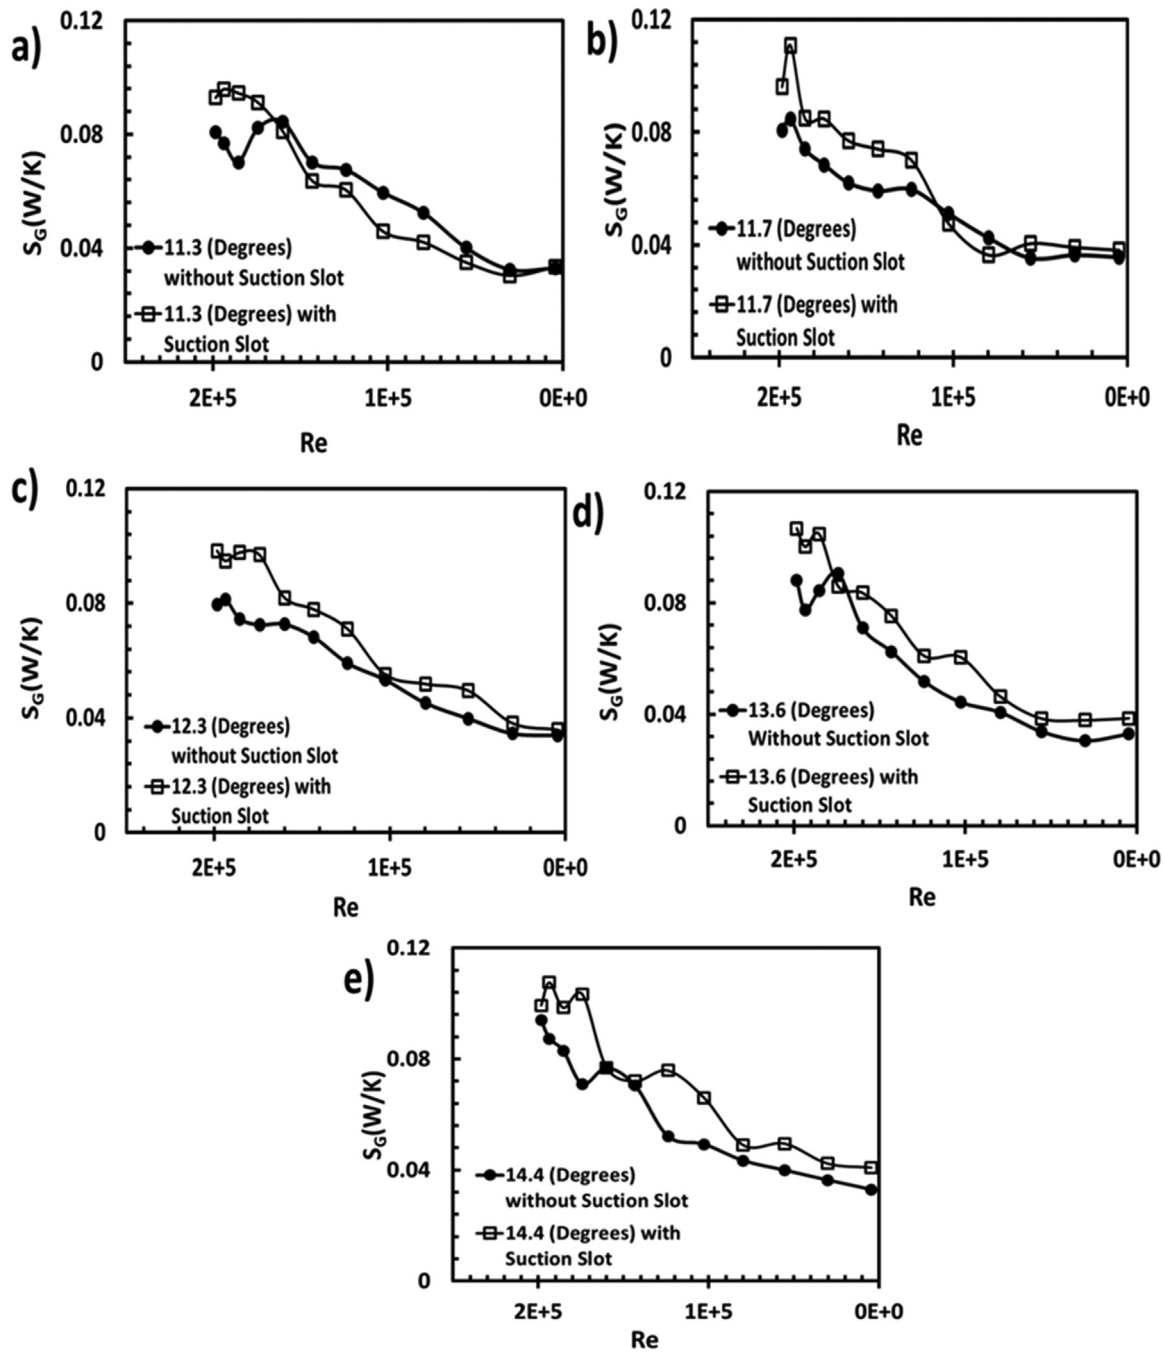 a)
0.12
0.08
0.04
0
S_G(W/K)
11.3 (Degrees)
without Suction Slot
11.3 (Degrees) with
Suction Slot
2E+5 1E+5 0E+0
Re
b)
0.12
0.08
0.04
0
S_G(W/K)
11.7 (Degrees)
without Suction Slot
11.7 (Degrees) with
Suction Slot
2E+5 1E+5 0E+0
Re
c)
0.12
0.08
0.04
0
S_G(W/K)
12.3 (Degrees)
without Suction Slot
12.3 (Degrees) with
Suction Slot
2E+5 1E+5 0E+0
Re
d)
0.12
0.08
0.04
0
S_G(W/K)
13.6 (Degrees)
Without Suction Slot
13.6 (Degrees) with
Suction Slot
2E+5 1E+5 0E+0
Re
e)
0.12
0.08
0.04
0
S_G(W/K)
14.4 (Degrees)
without Suction Slot
14.4 (Degrees) with
Suction Slot
2E+5 1E+5 0E+0
Re